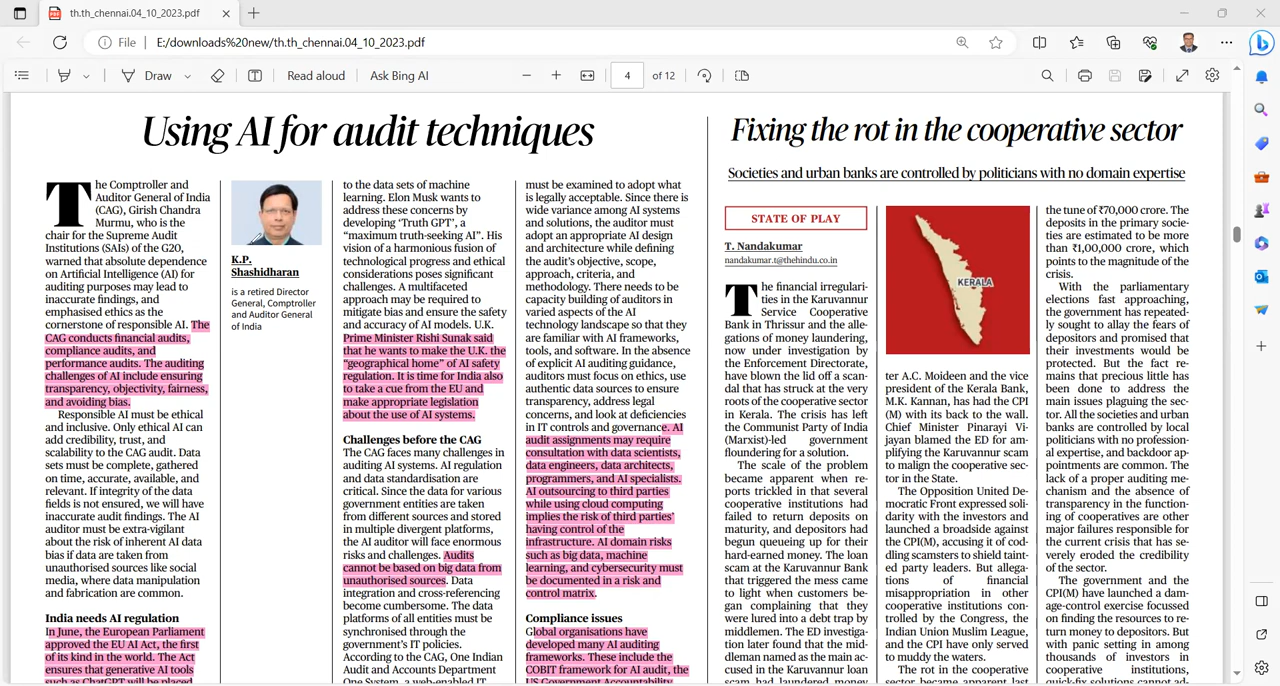 th.th_chennai.04_10_2023.pdf
File
E:/downloads%20new/th.th_chennai.04_10_2023.pdf
Draw
Read aloud
Ask Bing AI
4
of 12
Using AI for audit techniques
The Comptroller and
Auditor General of India
(CAG), Girish Chandra
Murmu, who is the
chair for the Supreme Audit
Institutions (SAIs) of the G20,
warned that absolute dependence
on Artificial Intelligence (AI) for
auditing purposes may lead to
inaccurate findings, and
emphasised ethics as the
cornerstone of responsible AI. The
CAG conducts financial audits,
compliance audits, and
performance audits. The auditing
challenges of AI include ensuring
transparency, objectivity, fairness,
and avoiding bias.
Responsible AI must be ethical
and inclusive. Only ethical AI can
add credibility, trust, and
scalability to the CAG audit. Data
sets must be complete, gathered
on time, accurate, available, and
relevant. If integrity of the data
fields is not ensured, we will have
inaccurate audit findings. The AI
auditor must be extra-vigilant
about the risk of inherent AI data
bias if data are taken from
unauthorised sources like social
media, where data manipulation
and fabrication are common.
India needs AI regulation
In June, the European Parliament
approved the EU AI Act, the first
of its kind in the world. The Act
ensures that generative AI tools
such as ChatGPT will be placed
K.P.
Shashidharan
is a retired Director
General, Comptroller
and Auditor General
of India
to the data sets of machine
learning. Elon Musk wants to
address these concerns by
developing ‘Truth GPT’, a
“maximum truth-seeking AI”. His
vision of a harmonious fusion of
technological progress and ethical
considerations poses significant
challenges. A multifaceted
approach may be required to
mitigate bias and ensure the safety
and accuracy of AI models. U.K.
Prime Minister Rishi Sunak said
that he wants to make the U.K. the
“geographical home” of AI safety
regulation. It is time for India also
to take a cue from the EU and
make appropriate legislation
about the use of AI systems.
Challenges before the CAG
The CAG faces many challenges in
auditing AI systems. AI regulation
and data standardisation are
critical. Since the data for various
government entities are taken
from different sources and stored
in multiple divergent platforms,
the AI auditor will face enormous
risks and challenges. Audits
cannot be based on big data from
unauthorised sources. Data
integration and cross-referencing
become cumbersome. The data
platforms of all entities must be
synchronised through the
government’s IT policies.
According to the CAG, One Indian
Audit and Accounts Department
One System, a web-enabled IT
must be examined to adopt what
is legally acceptable. Since there is
wide variance among AI systems
and solutions, the auditor must
adopt an appropriate AI design
and architecture while defining
the audit’s objective, scope,
approach, criteria, and
methodology. There needs to be
capacity building of auditors in
varied aspects of the AI
technology landscape so that they
are familiar with AI frameworks,
tools, and software. In the absence
of explicit AI auditing guidance,
auditors must focus on ethics, use
authentic data sets to ensure
transparency, address legal
concerns, and look at deficiencies
in IT controls and governance. AI
audit assignments may require
consultation with data scientists,
data engineers, data architects,
programmers, and AI specialists.
AI outsourcing to third parties
while using cloud computing
implies the risk of third parties’
having control of the
infrastructure. AI domain risks
such as big data, machine
learning, and cybersecurity must
be documented in a risk and
control matrix.
Compliance issues
Global organisations have
developed many AI auditing
frameworks. These include the
COBIT framework for AI audit, the
US Government Accountability
Fixing the rot in the cooperative sector
Societies and urban banks are controlled by politicians with no domain expertise
STATE OF PLAY
T. Nandakumar
nandakumar.t@thehindu.co.in
The financial irregulari-
ties in the Karuvannur
Service Cooperative
Bank in Thrissur and the alle-
gations of money laundering,
now under investigation by
the Enforcement Directorate,
have blown the lid off a scan-
dal that has struck at the very
roots of the cooperative sector
in Kerala. The crisis has left
the Communist Party of India
(Marxist)-led government
floundering for a solution.
The scale of the problem
became apparent when re-
ports trickled in that several
cooperative institutions had
failed to return deposits on
maturity, and depositors had
begun queueing up for their
hard-earned money. The loan
scam at the Karuvannur Bank
that triggered the mess came
to light when customers be-
gan complaining that they
were lured into a debt trap by
middlemen. The ED investiga-
tion later found that the mid-
dleman named as the main ac-
cused in the Karuvannur loan
scam had laundered money
KERALA
ter A.C. Moideen and the vice
president of the Kerala Bank,
M.K. Kannan, has had the CPI
(M) with its back to the wall.
Chief Minister Pinarayi Vi-
jayan blamed the ED for am-
plifying the Karuvannur scam
to malign the cooperative sec-
tor in the State.
The Opposition United De-
mocratic Front expressed soli-
darity with the investors and
launched a broadside against
the CPI(M), accusing it of cod-
dling scamsters to shield taint-
ed party leaders. But allega-
tions of financial
misappropriation in other
cooperative institutions con-
trolled by the Congress, the
Indian Union Muslim League,
and the CPI have only served
to muddy the waters.
The rot in the cooperative
sector became apparent last
the tune of ₹70,000 crore. The
deposits in the primary socie-
ties are estimated to be more
than ₹1,00,000 crore, which
points to the magnitude of the
crisis.
With the parliamentary
elections fast approaching,
the government has repeated-
ly sought to allay the fears of
depositors and promised that
their investments would be
protected. But the fact re-
mains that precious little has
been done to address the
main issues plaguing the sec-
tor. All the societies and urban
banks are controlled by local
politicians with no profession-
al expertise, and backdoor ap-
pointments are common. The
lack of a proper auditing me-
chanism and the absence of
transparency in the function-
ing of cooperatives are other
major failures responsible for
the current crisis that has se-
verely eroded the credibility
of the sector.
The government and the
CPI(M) have launched a dam-
age-control exercise focussed
on finding the resources to re-
turn money to depositors. But
with panic setting in among
thousands of investors in
cooperative institutions,
quick-fix solutions cannot ad-